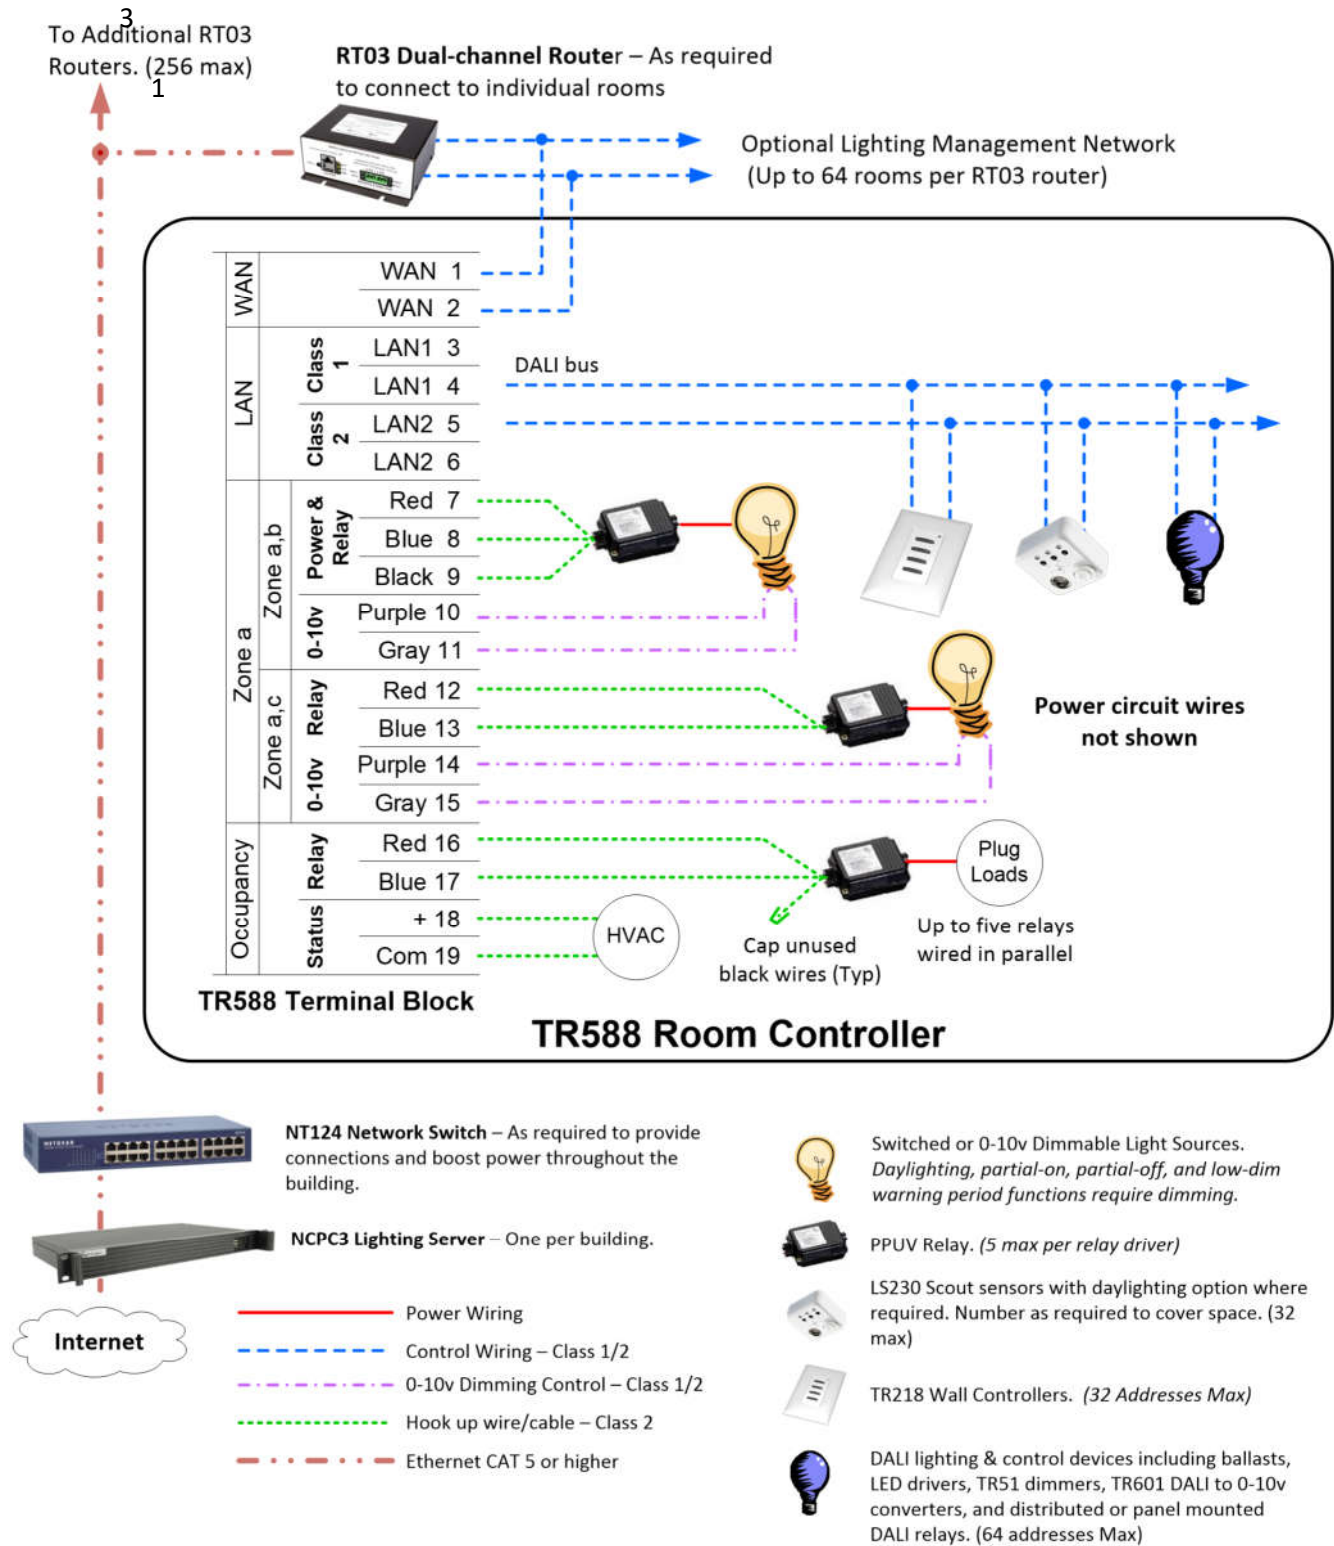 3
To Additional RT03
Routers. (256 max)
1
RT03 Dual-channel Router – As required
to connect to individual rooms
Optional Lighting Management Network
(Up to 64 rooms per RT03 router)
WAN
WAN 1
WAN 2
LAN
Class 1
LAN1 3
LAN1 4
DALI bus
Class 2
LAN2 5
LAN2 6
Zone a
Zone a,b
Power & Relay
Red 7
Blue 8
Black 9
0-10v
Purple 10
Gray 11
Zone a,c
Relay
Red 12
Blue 13
0-10v
Purple 14
Gray 15
Power circuit wires
not shown
Occupancy
Relay
Red 16
Blue 17
Status
+ 18
Com 19
HVAC
Plug
Loads
Cap unused
black wires (Typ)
Up to five relays
wired in parallel
TR588 Terminal Block
TR588 Room Controller
NETGEAR
NT124 Network Switch – As required to provide
connections and boost power throughout the
building.
NCPC3 Lighting Server – One per building.
Internet
Power Wiring
Control Wiring – Class 1/2
0-10v Dimming Control – Class 1/2
Hook up wire/cable – Class 2
Ethernet CAT 5 or higher
Switched or 0-10v Dimmable Light Sources.
Daylighting, partial-on, partial-off, and low-dim
warning period functions require dimming.
PPUV Relay. (5 max per relay driver)
LS230 Scout sensors with daylighting option where
required. Number as required to cover space. (32
max)
TR218 Wall Controllers. (32 Addresses Max)
DALI lighting & control devices including ballasts,
LED drivers, TR51 dimmers, TR601 DALI to 0-10v
converters, and distributed or panel mounted
DALI relays. (64 addresses Max)